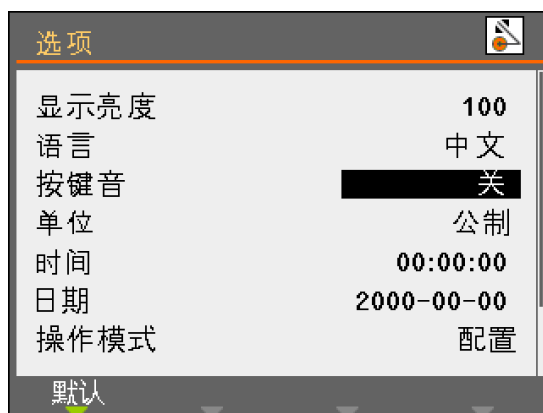 选项
显示亮度 100
语言 中文
按键音 关
单位 公制
时间 00:00:00
日期 2000-00-00
操作模式 配置
默认